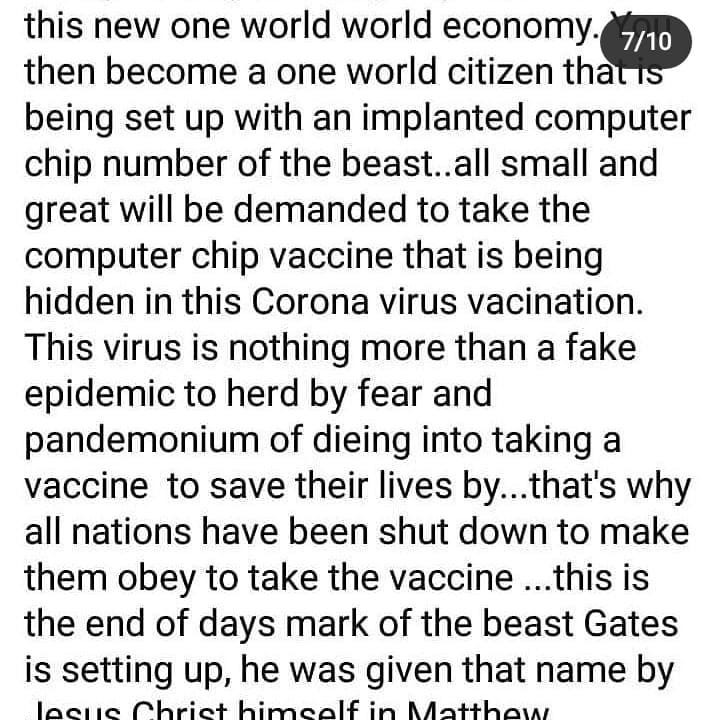 this new one world world economy. You
7/10
then become a one world citizen that is
being set up with an implanted computer
chip number of the beast..all small and
great will be demanded to take the
computer chip vaccine that is being
hidden in this Corona virus vacination.
This virus is nothing more than a fake
epidemic to herd by fear and
pandemonium of dieing into taking a
vaccine  to save their lives by...that's why
all nations have been shut down to make
them obey to take the vaccine ...this is
the end of days mark of the beast Gates
is setting up, he was given that name by
Jesus Christ himself in Matthew